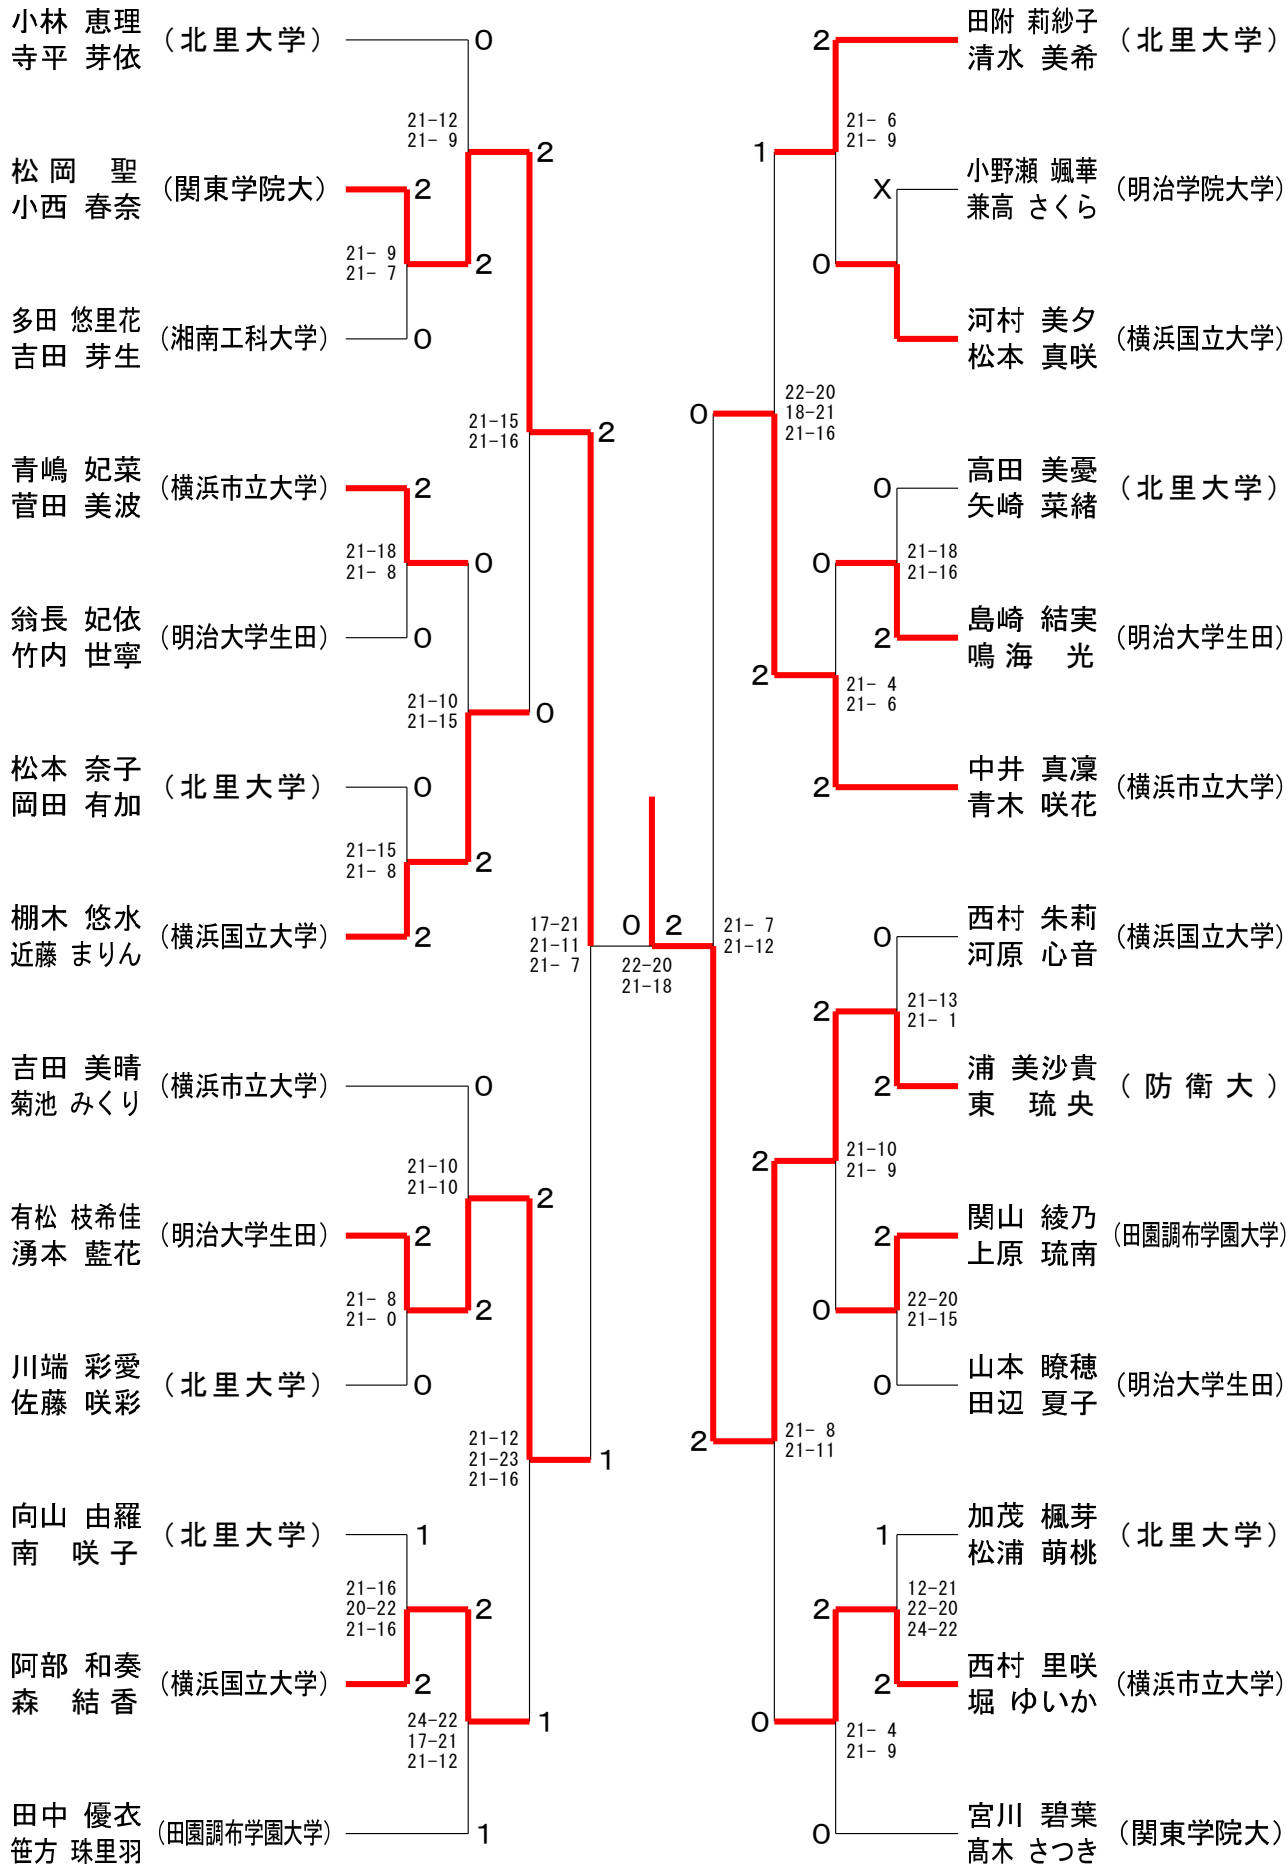 小林 恵理
寺平 芽依
(北里大学)
0
21-12
21- 9
2
松岡 聖
小西 春奈
(関東学院大)
2
21- 9
21- 7
2
多田 悠里花
吉田 芽生
(湘南工科大学)
0
21-15
21-16
2
青嶋 妃菜
菅田 美波
(横浜市立大学)
2
21-18
21- 8
0
翁長 妃依
竹内 世寧
(明治大学生田)
0
21-10
21-15
0
松本 奈子
岡田 有加
(北里大学)
0
21-15
21- 8
2
棚木 悠水
近藤 まりん
(横浜国立大学)
2
17-21
21-11
21- 7
吉田 美晴
菊池 みくり
(横浜市立大学)
0
21-10
21-10
2
有松 枝希佳
湧本 藍花
(明治大学生田)
2
21- 8
21- 0
2
川端 彩愛
佐藤 咲彩
(北里大学)
0
21-12
21-23
21-16
1
向山 由羅
南 咲子
(北里大学)
1
21-16
20-22
21-16
2
阿部 和奏
森 結香
(横浜国立大学)
2
24-22
17-21
21-12
1
田中 優衣
笹方 珠里羽
(田園調布学園大学)
1
0 2
22-20
21-18
2
田附 莉紗子
清水 美希
(北里大学)
21- 6
21- 9
1
X
小野瀬 颯華
兼高 さくら
(明治学院大学)
0
河村 美夕
松本 真咲
(横浜国立大学)
0
22-20
18-21
21-16
0
高田 美憂
矢崎 菜緒
(北里大学)
0
21-18
21-16
2
島崎 結実
鳴海 光
(明治大学生田)
2
21- 4
21- 6
2
中井 真凜
青木 咲花
(横浜市立大学)
21- 7
21-12
0
西村 朱莉
河原 心音
(横浜国立大学)
2
21-13
21- 1
2
浦 美沙貴
東 琉央
(防衛大)
2
21-10
21- 9
2
関山 綾乃
上原 琉南
(田園調布学園大学)
0
22-20
21-15
0
山本 瞭穂
田辺 夏子
(明治大学生田)
2
21- 8
21-11
1
加茂 楓芽
松浦 萌桃
(北里大学)
2
12-21
22-20
24-22
2
西村 里咲
堀 ゆいか
(横浜市立大学)
0
21- 4
21- 9
0
宮川 碧葉
髙木 さつき
(関東学院大)